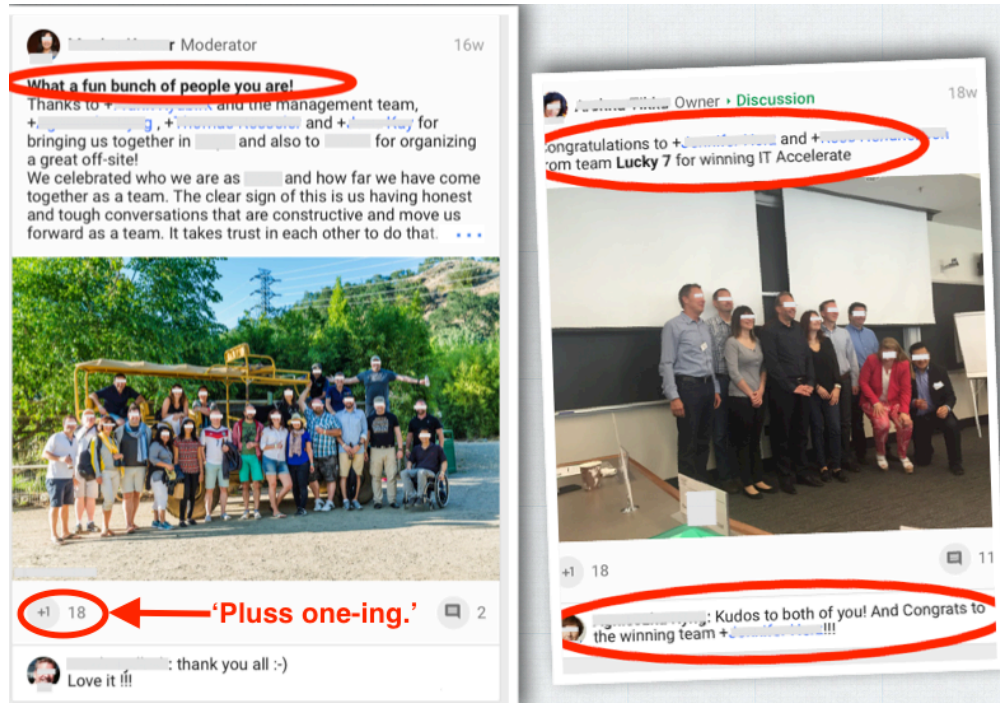 Moderator
16w
What a fun bunch of people you are!
Thanks to + and the management team,
+ , + and + for
bringing us together in and also to for organizing
a great off-site!
We celebrated who we are as and how far we have come
together as a team. The clear sign of this is us having honest
and tough conversations that are constructive and move us
forward as a team. It takes trust in each other to do that. ...
+1 18
'Pluss one-ing.'
2
: thank you all :-)
Love it !!!
Owner ▸ Discussion
18w
ongratulations to + and +
rom team Lucky 7 for winning IT Accelerate
+1 18
11
: Kudos to both of you! And Congrats to
the winning team + !!!